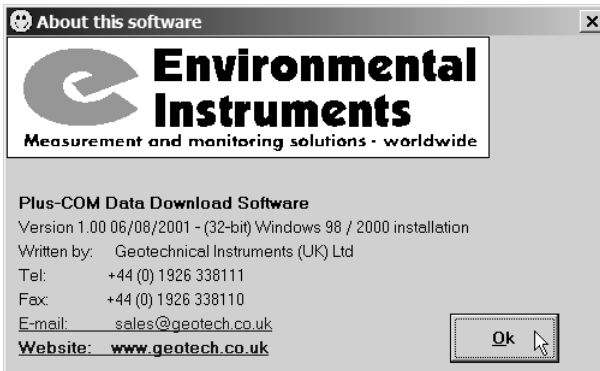 About this software
Environmental
Instruments
Measurement and monitoring solutions - worldwide
Plus-COM Data Download Software
Version 1.00 06/08/2001 - (32-bit) Windows 98 / 2000 installation
Written by: Geotechnical Instruments (UK) Ltd
Tel: +44 (0) 1926 338111
Fax: +44 (0) 1926 338110
E-mail: sales@geotech.co.uk
Website: www.geotech.co.uk
Ok